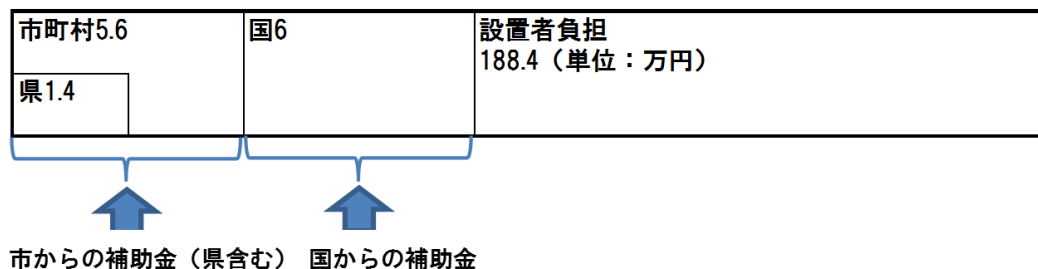 市町村5.6
県1.4
国6
設置者負担
188.4（単位：万円）
市からの補助金（県含む）
国からの補助金